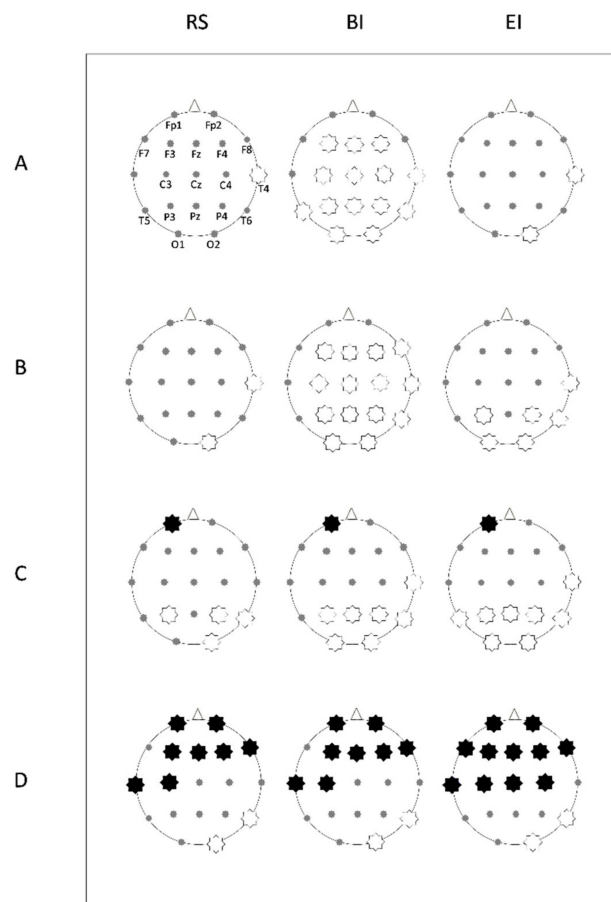 RS BI EI
A
Fp1 Fp2
F7 F3 Fz F4 F8
C3 Cz C4 T4
T5 P3 Pz P4 T6
O1 O2
B
C
D